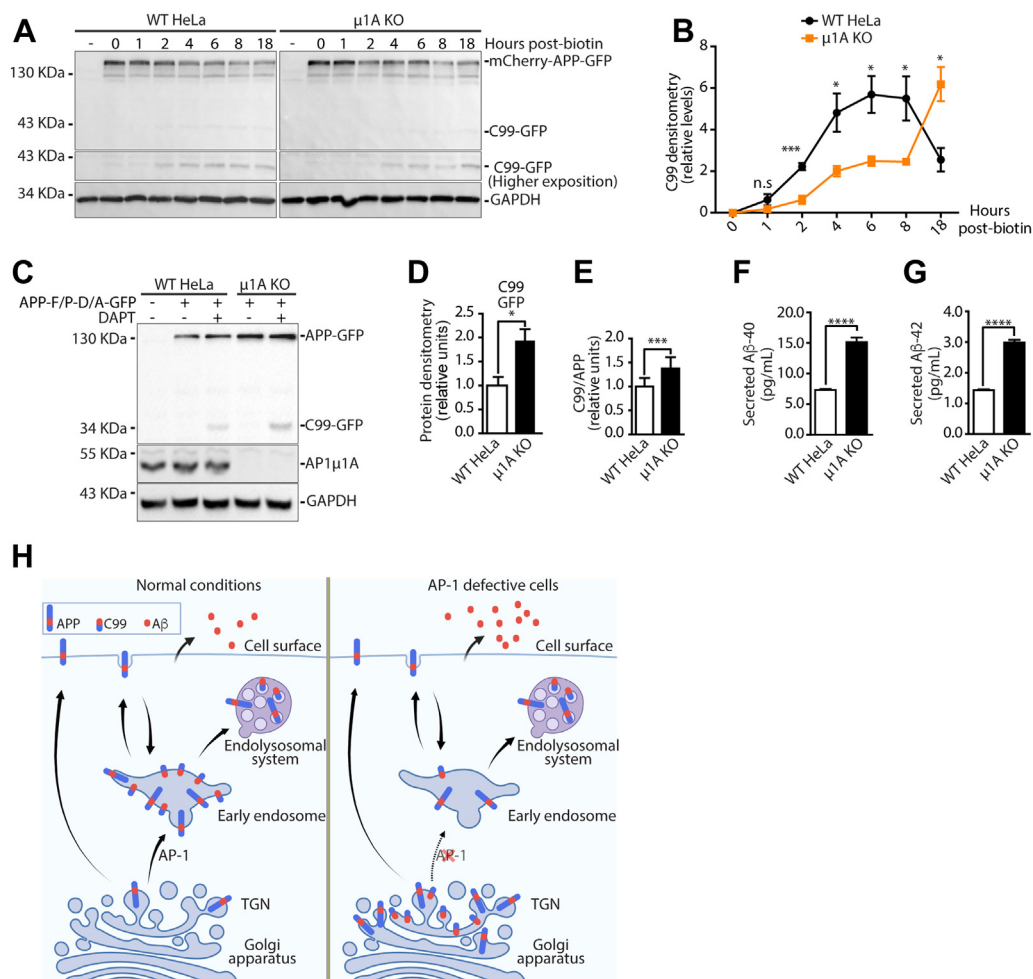 A
WT HeLa
µ1A KO
- 0 1 2 4 6 8 18 - 0 1 2 4 6 8 18 Hours post-biotin
130 KDa
mCherry-APP-GFP
43 KDa
C99-GFP
43 KDa
C99-GFP
(Higher exposition)
34 KDa
GAPDH
B
WT HeLa
µ1A KO
C99 densitometry
(relative levels)
8
6
4
2
0
n.s
***
*
*
*
*
0 1 2 4 6 8 18
Hours
post-biotin
C
WT HeLa µ1A KO
APP-F/P-D/A-GFP - + + + +
DAPT + +
130 KDa
APP-GFP
34 KDa
C99-GFP
55 KDa
AP1µ1A
43 KDa
GAPDH
D
C99
GFP
*
Protein densitometry
(relative units)
2.5
2.0
1.5
1.0
0.5
0.0
WT HeLa
µ1A KO
E
***
C99/APP
(relative units)
2.0
1.5
1.0
0.5
0.0
WT HeLa
µ1A KO
F
****
Secreted Aβ-40
(pg/mL)
20.0
15.0
10.0
5.0
0.0
WT HeLa
µ1A KO
G
****
Secreted Aβ-42
(pg/mL)
4.0
3.0
2.0
1.0
0.0
WT HeLa
µ1A KO
H
Normal conditions
APP C99 Aβ
Cell surface
Endolysosomal
system
Early endosome
AP-1
TGN
Golgi
apparatus
AP-1 defective cells
Cell surface
Endolysosomal
system
Early endosome
AP-1
TGN
Golgi
apparatus